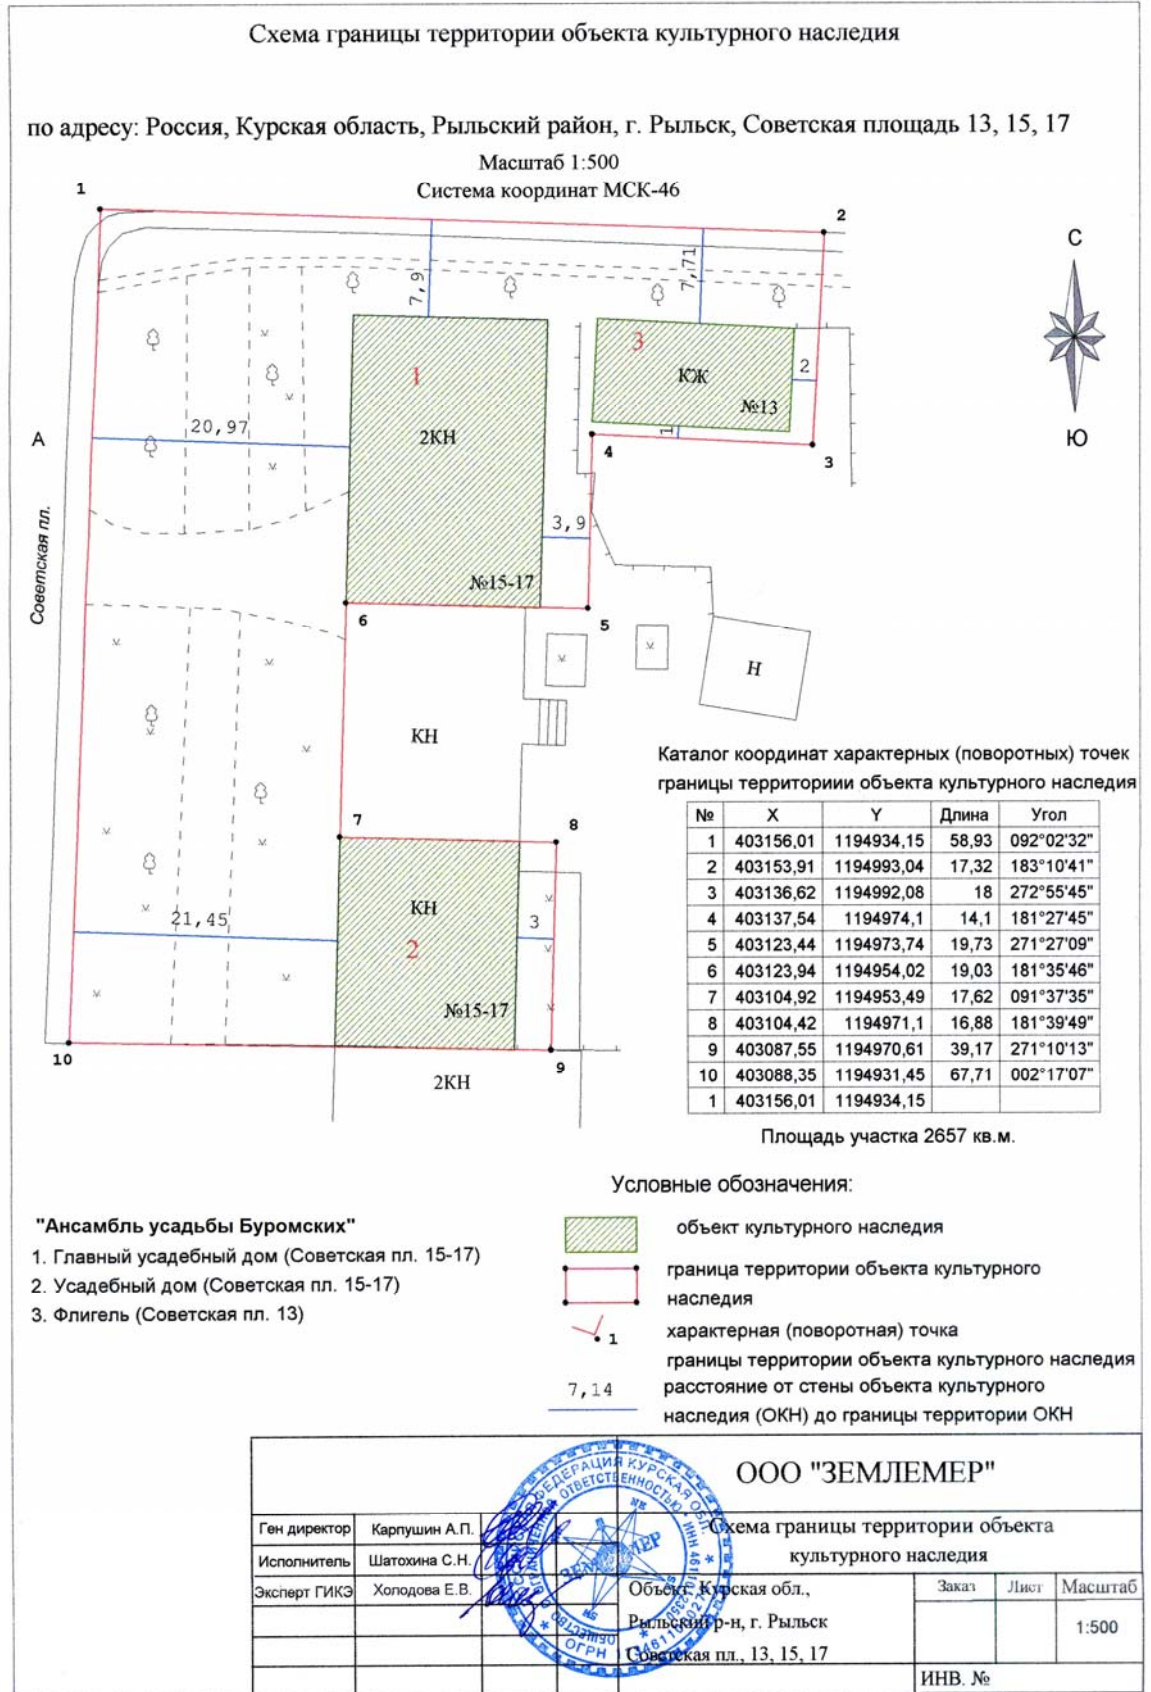 Схема границы территории объекта культурного наследия
по адресу: Россия, Курская область, Рыльский район, г. Рыльск, Советская площадь 13, 15, 17
Масштаб 1:500
Система координат МСК-46
1
2
С
7,9
7,71
3
1
КЖ
2
№13
20,97
2КН
А
Ю
4
1
3
3,9
Советская пл.
№15-17
6
5
Н
КН
7
8
КН
21,45
3
2
№15-17
10
9
2КН
Каталог координат характерных (поворотных) точек
границы территориии объекта культурного наследия
№ X Y Длина Угол
1 403156,01 1194934,15 58,93 092°02'32"
2 403153,91 1194993,04 17,32 183°10'41"
3 403136,62 1194992,08 18 272°55'45"
4 403137,54 1194974,1 14,1 181°27'45"
5 403123,44 1194973,74 19,73 271°27'09"
6 403123,94 1194954,02 19,03 181°35'46"
7 403104,92 1194953,49 17,62 091°37'35"
8 403104,42 1194971,1 16,88 181°39'49"
9 403087,55 1194970,61 39,17 271°10'13"
10 403088,35 1194931,45 67,71 002°17'07"
1 403156,01 1194934,15
Площадь участка 2657 кв.м.
Условные обозначения:
"Ансамбль усадьбы Буромских"
1. Главный усадебный дом (Советская пл. 15-17)
2. Усадебный дом (Советская пл. 15-17)
3. Флигель (Советская пл. 13)
объект культурного наследия
граница территории объекта культурного
наследия
1
характерная (поворотная) точка
границы территории объекта культурного наследия
7,14
расстояние от стены объекта культурного
наследия (ОКН) до границы территории ОКН
ООО "ЗЕМЛЕМЕР"
Ген директор Карпушин А.П.
Исполнитель Шатохина С.Н.
Эксперт ГИКЭ Холодова Е.В.
Схема границы территории объекта
культурного наследия
Объект: Курская обл.,
Рыльский р-н, г. Рыльск
Советская пл., 13, 15, 17
Заказ Лист Масштаб
1:500
ИНВ. №
ФЕДЕРАЦИЯ КУРСКАЯ ОБЛ.
ОТВЕТСТВЕННОСТЬЮ
ИНН
ЗЕМЛЕМЕР
ОБЩЕСТВО
ОГРН